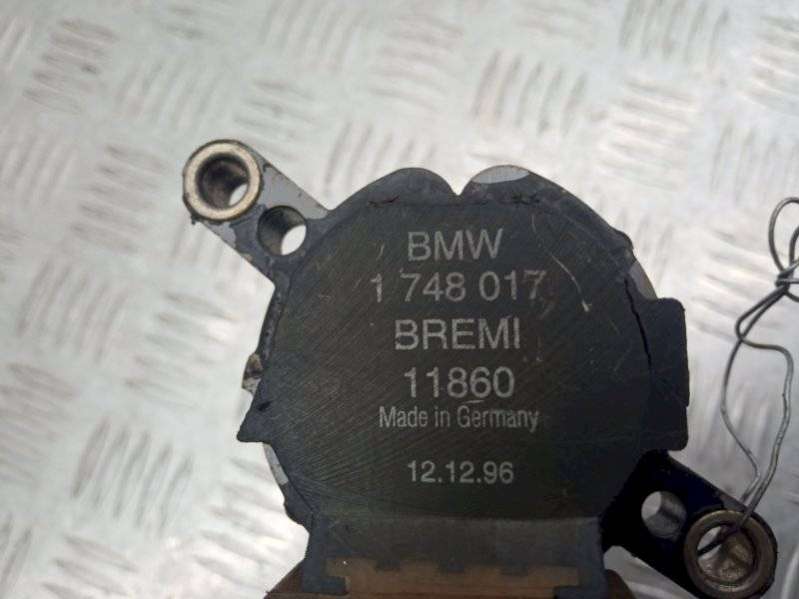 BMW
1 748 017
BREMI
11860
Made in Germany
12.12.96